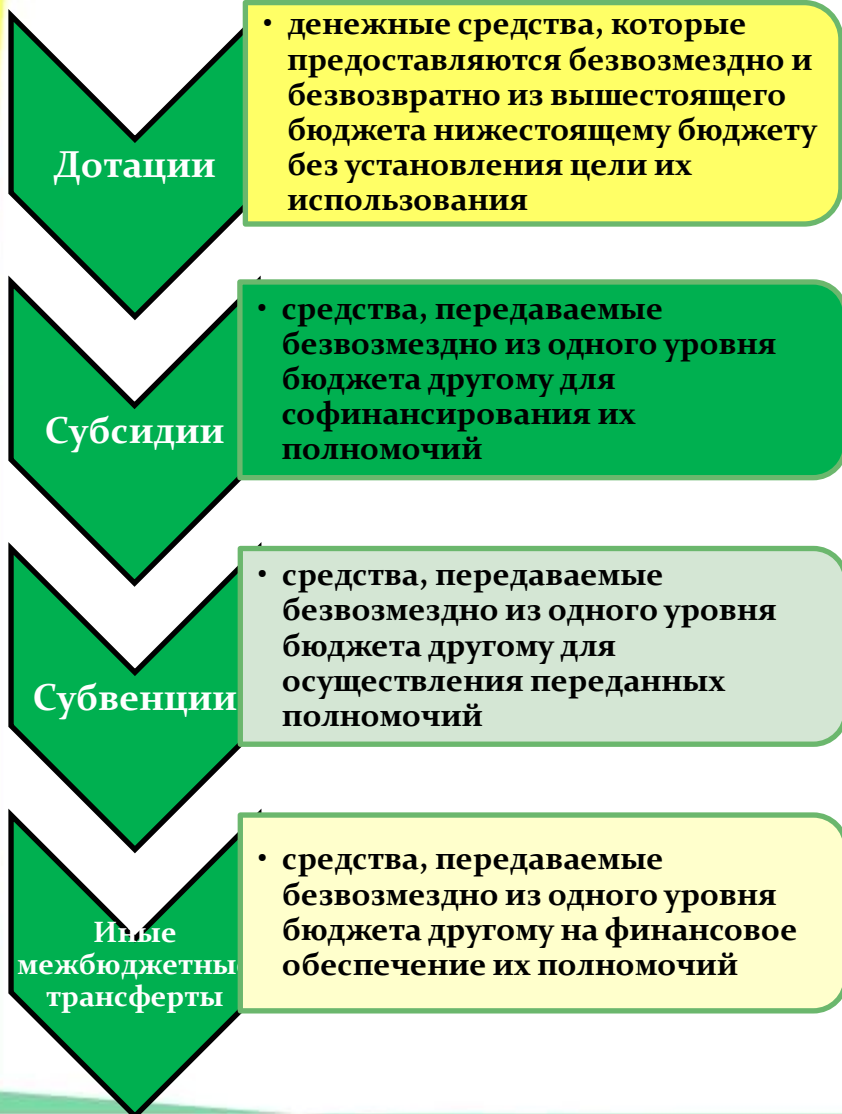 Дотации
• денежные средства, которые
предоставляются безвозмездно и
безвозвратно из вышестоящего
бюджета нижестоящему бюджету
без установления цели их
использования
Субсидии
• средства, передаваемые
безвозмездно из одного уровня
бюджета другому для
софинансирования их
полномочий
Субвенции
• средства, передаваемые
безвозмездно из одного уровня
бюджета другому для
осуществления переданных
полномочий
Иные
межбюджетные
трансферты
• средства, передаваемые
безвозмездно из одного уровня
бюджета другому на финансовое
обеспечение их полномочий